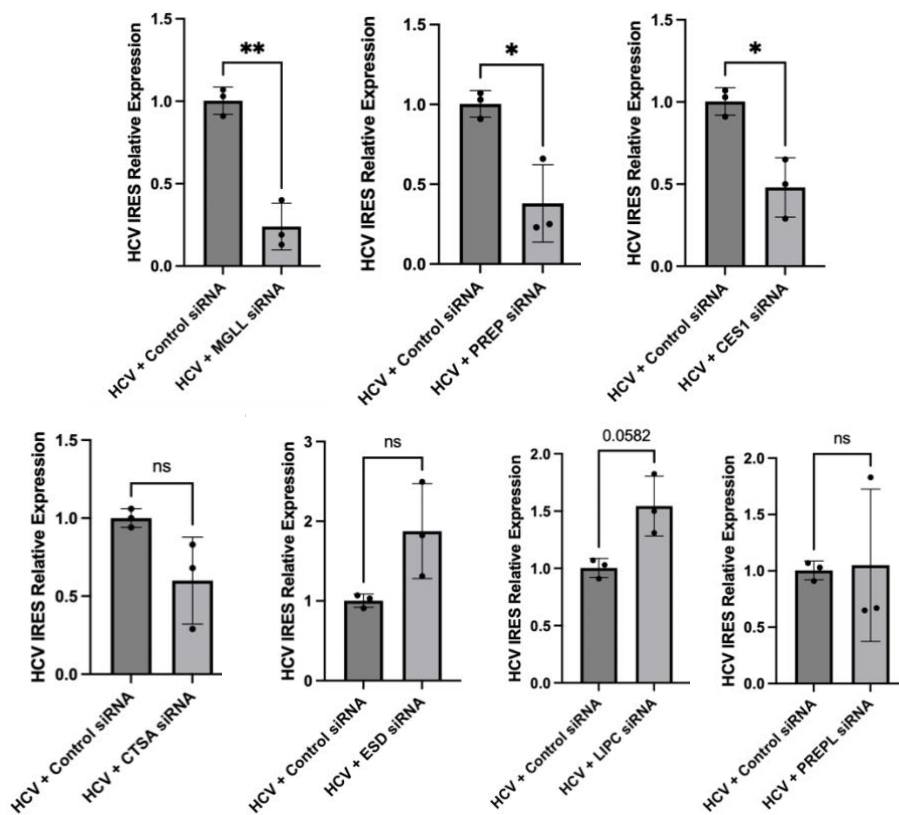 HCV IRES Relative Expression
1.5
1.0
0.5
0.0
**
HCV + Control siRNA
HCV + MGLL siRNA
HCV IRES Relative Expression
1.5
1.0
0.5
0.0
*
HCV + Control siRNA
HCV + PREP siRNA
HCV IRES Relative Expression
1.5
1.0
0.5
0.0
*
HCV + Control siRNA
HCV + CES1 siRNA
HCV IRES Relative Expression
1.5
1.0
0.5
0.0
ns
HCV + Control siRNA
HCV + CTSA siRNA
HCV IRES Relative Expression
3
2
1
0
ns
HCV + Control siRNA
HCV + ESD siRNA
HCV IRES Relative Expression
2.0
1.5
1.0
0.5
0.0
0.0582
HCV + Control siRNA
HCV + LIPC siRNA
HCV IRES Relative Expression
2.0
1.5
1.0
0.5
0.0
ns
HCV + Control siRNA
HCV + PREPL siRNA